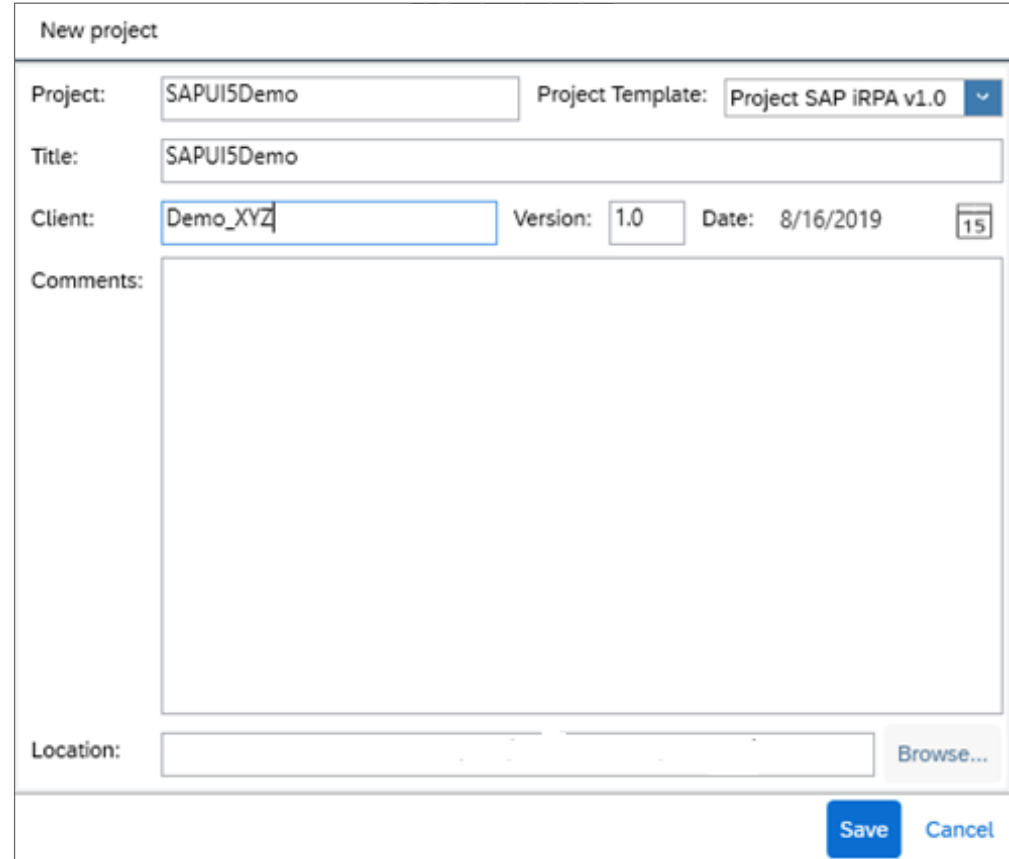 New project
Project: SAPUI5Demo Project Template: Project SAP iRPA v1.0
Title: SAPUI5Demo
Client: Demo_XYZ Version: 1.0 Date: 8/16/2019 15
Comments:
Location: Browse...
Save Cancel